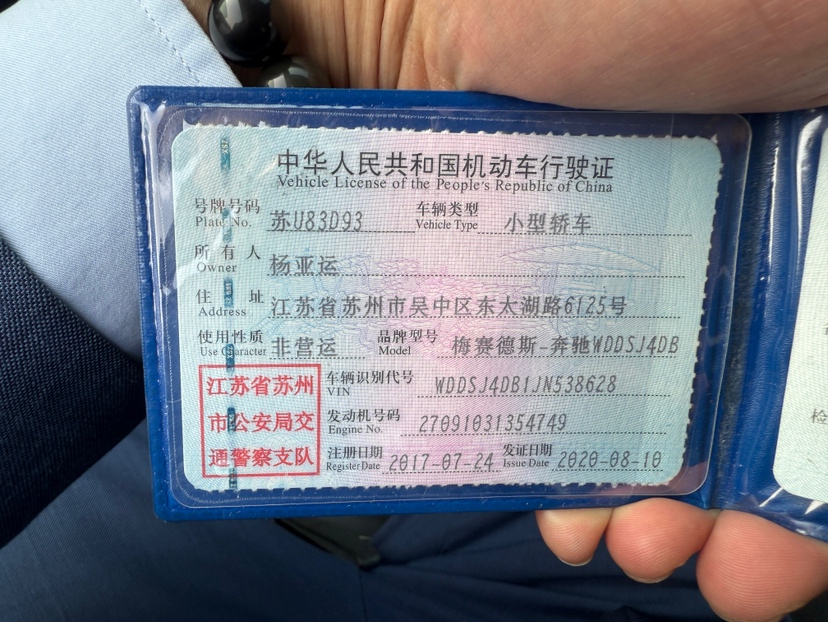 中华人民共和国机动车行驶证
Vehicle License of the People's Republic of China
号牌号码 苏U83D93 车辆类型 小型轿车
Plate No. Vehicle Type
所有人 杨亚运
Owner
住址 江苏省苏州市吴中区东太湖路6125号
Address
使用性质 非营运 品牌型号 梅赛德斯-奔驰WDDSJ4DB
Use Character Model
江苏省苏州
市公安局交
通警察支队
车辆识别代号 WDDSJ4DB1JN538628
VIN
发动机号码 27091031354749
Engine No.
注册日期 2017-07-24 发证日期 2020-08-10
Register Date Issue Date
检